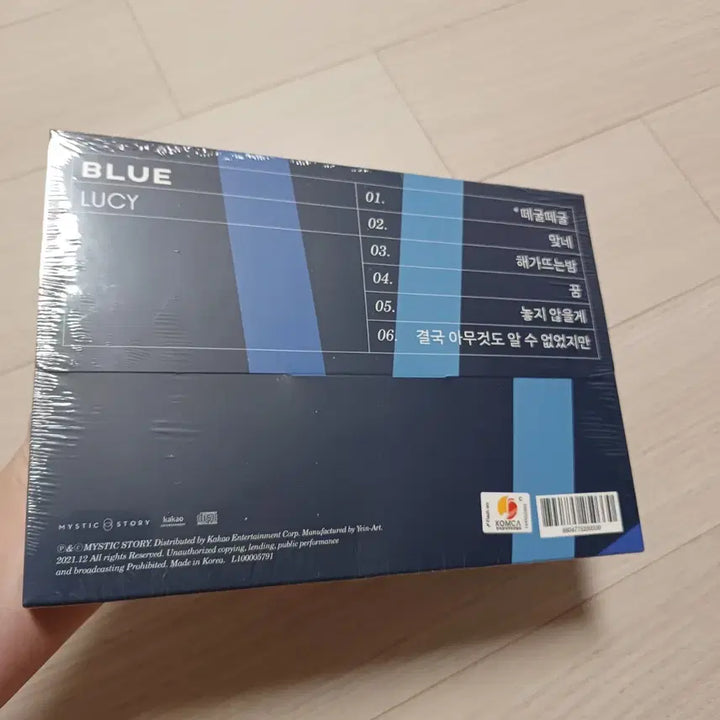 BLUE
LUCY
01. *떼굴떼굴
02. 맞네
03. 해가뜨는밤
04. 꿈
05. 놓지 않을게
06. 결국 아무것도 알 수 없었지만
MYSTIC STORY kakao
Ⓟ&Ⓒ MYSTIC STORY. Distributed by Kakao Entertainment Corp. Manufactured by Yein-Art.
2021.12 All rights Reserved. Unauthorized copying, lending, public performance
and broadcasting Prohibited. Made in Korea. L100005791
KOMCA